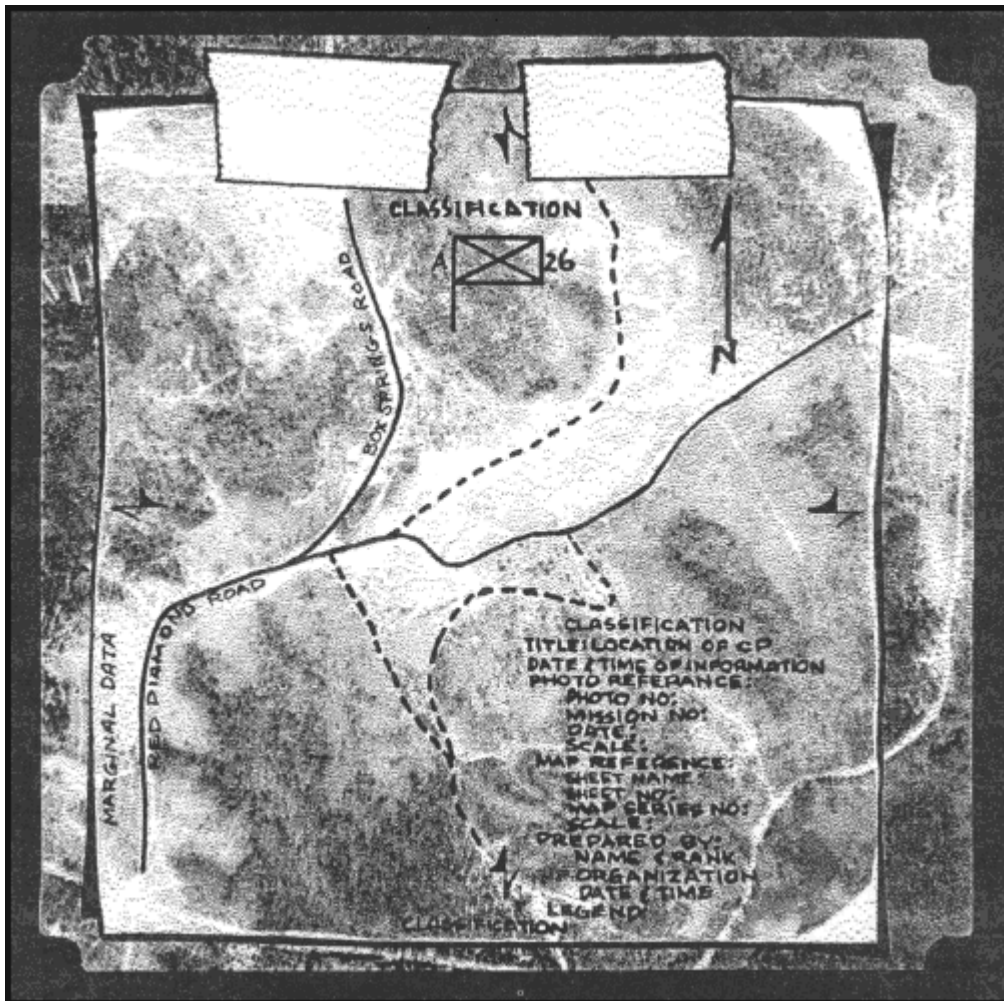 CLASSIFICATION
A 26
N
BOXSPRINGS ROAD
RED DIAMOND ROAD
MARGINAL DATA
CLASSIFICATION
TITLE: LOCATION OF CP
DATE & TIME OF INFORMATION
PHOTO REFERANCE:
PHOTO NO:
MISSION NO:
DATE:
SCALE:
MAP REFERENCE:
SHEET NAME:
SHEET NO:
MAP SERIES NO:
SCALE:
PREPARED BY:
NAME & RANK
ORGANIZATION
DATE & TIME
LEGEND
CLASSIFICATION